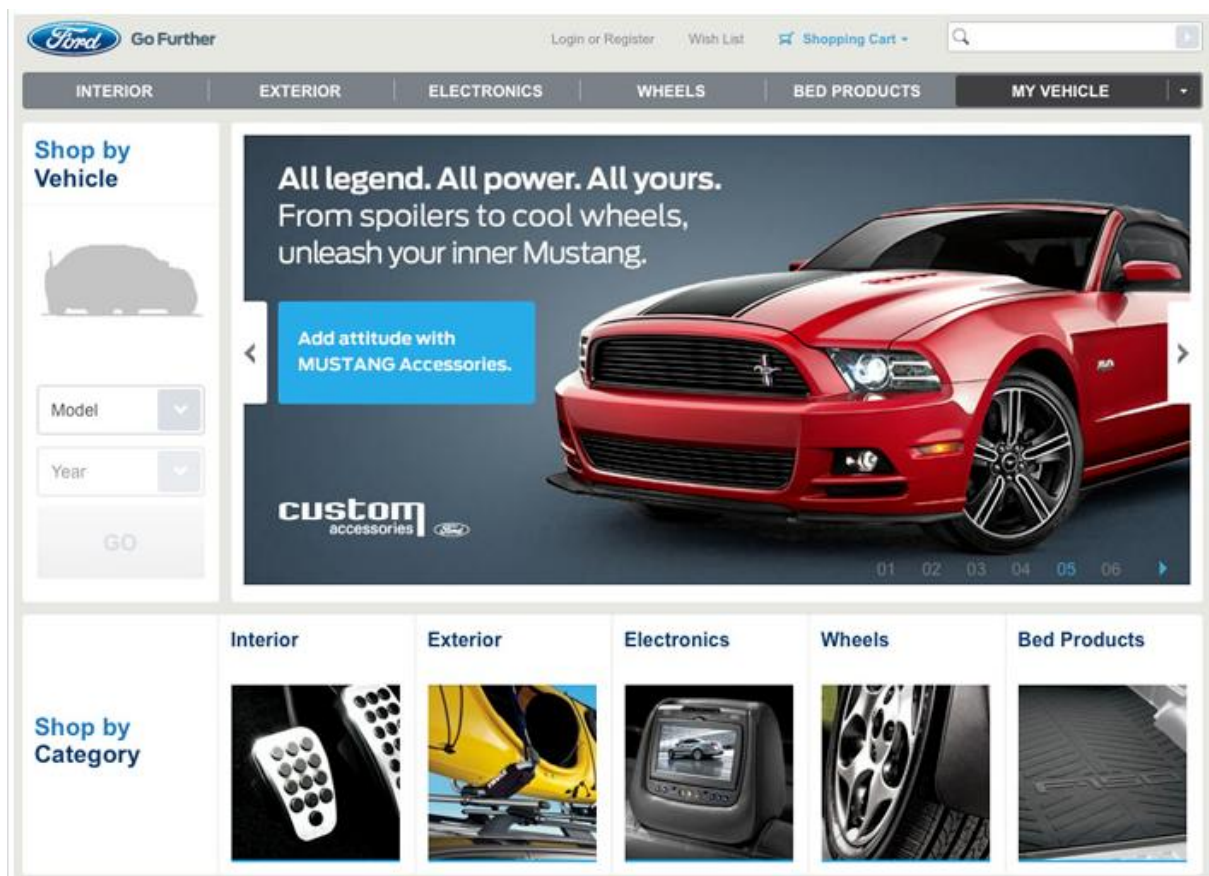 Ford Go Further
Login or Register Wish List Shopping Cart
INTERIOR EXTERIOR ELECTRONICS WHEELS BED PRODUCTS MY VEHICLE
Shop by
Vehicle
Model
Year
GO
All legend. All power. All yours.
From spoilers to cool wheels,
unleash your inner Mustang.
Add attitude with
MUSTANG Accessories.
custom
accessories Ford
5.0
01 02 03 04 05 06
Shop by
Category
Interior
Exterior
Electronics
Wheels
Bed Products